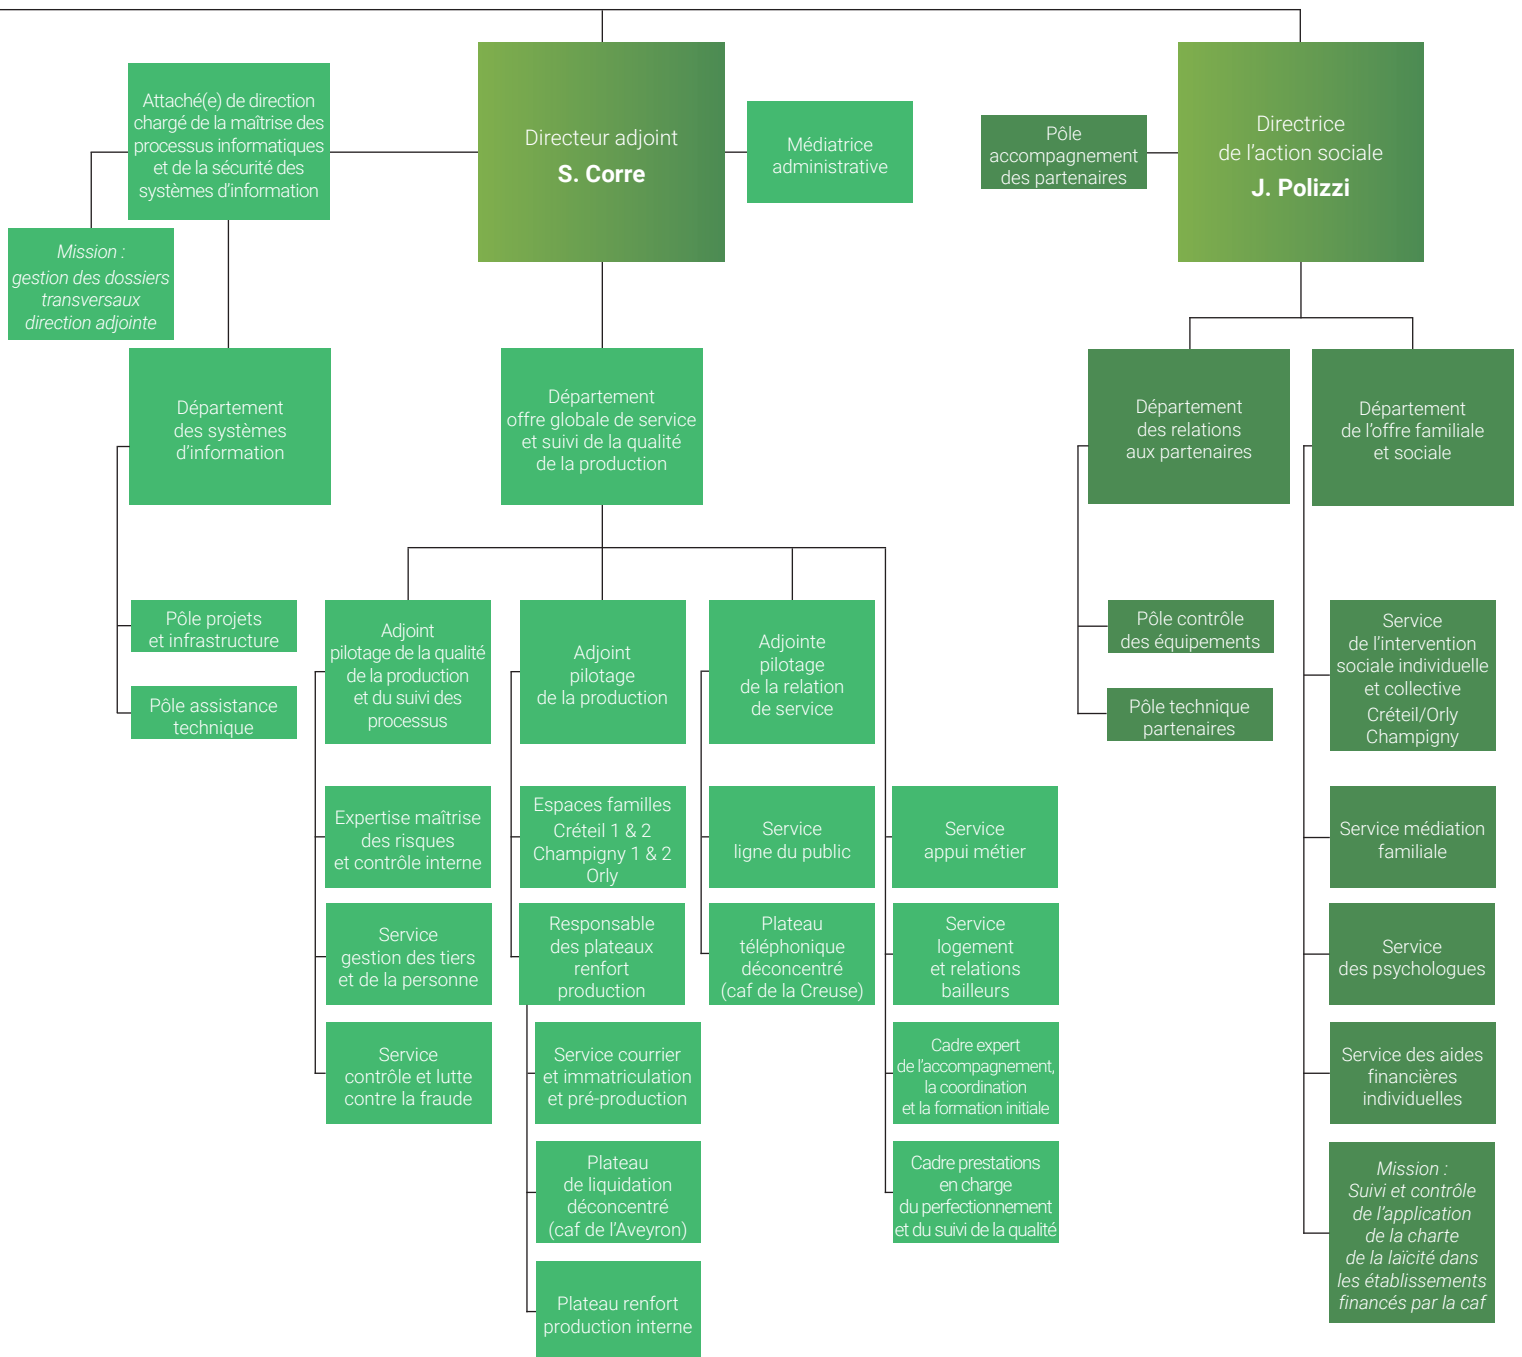 Attaché(e) de direction
chargé de la maîtrise des
processus informatiques
et de la sécurité des
systèmes d'information
Mission :
gestion des dossiers
transversaux
direction adjointe
Directeur adjoint
S. Corre
Médiatrice
administrative
Pôle
accompagnement
des partenaires
Directrice
de l'action sociale
J. Polizzi
Département
des systèmes
d'information
Département
offre globale de service
et suivi de la qualité
de la production
Département
des relations
aux partenaires
Département
de l'offre familiale
et sociale
Pôle projets
et infrastructure
Pôle assistance
technique
Adjoint
pilotage de la qualité
de la production
et du suivi des
processus
Expertise maîtrise
des risques
et contrôle interne
Service
gestion des tiers
et de la personne
Service
contrôle et lutte
contre la fraude
Adjoint
pilotage
de la production
Espaces familles
Créteil 1 & 2
Champigny 1 & 2
Orly
Responsable
des plateaux
renfort
production
Service courrier
et immatriculation
et pré-production
Plateau
de liquidation
déconcentré
(caf de l'Aveyron)
Plateau renfort
production interne
Adjointe
pilotage
de la relation
de service
Service
ligne du public
Plateau
téléphonique
déconcentré
(caf de la Creuse)
Service
appui métier
Service
logement
et relations
bailleurs
Cadre expert
de l'accompagnement,
la coordination
et la formation initiale
Cadre prestations
en charge
du perfectionnement
et du suivi de la qualité
Pôle contrôle
des équipements
Pôle technique
partenaires
Service
de l'intervention
sociale individuelle
et collective
Créteil/Orly
Champigny
Service médiation
familiale
Service
des psychologues
Service des aides
financières
individuelles
Mission :
Suivi et contrôle
de l'application
de la charte
de la laïcité dans
les établissements
financés par la caf